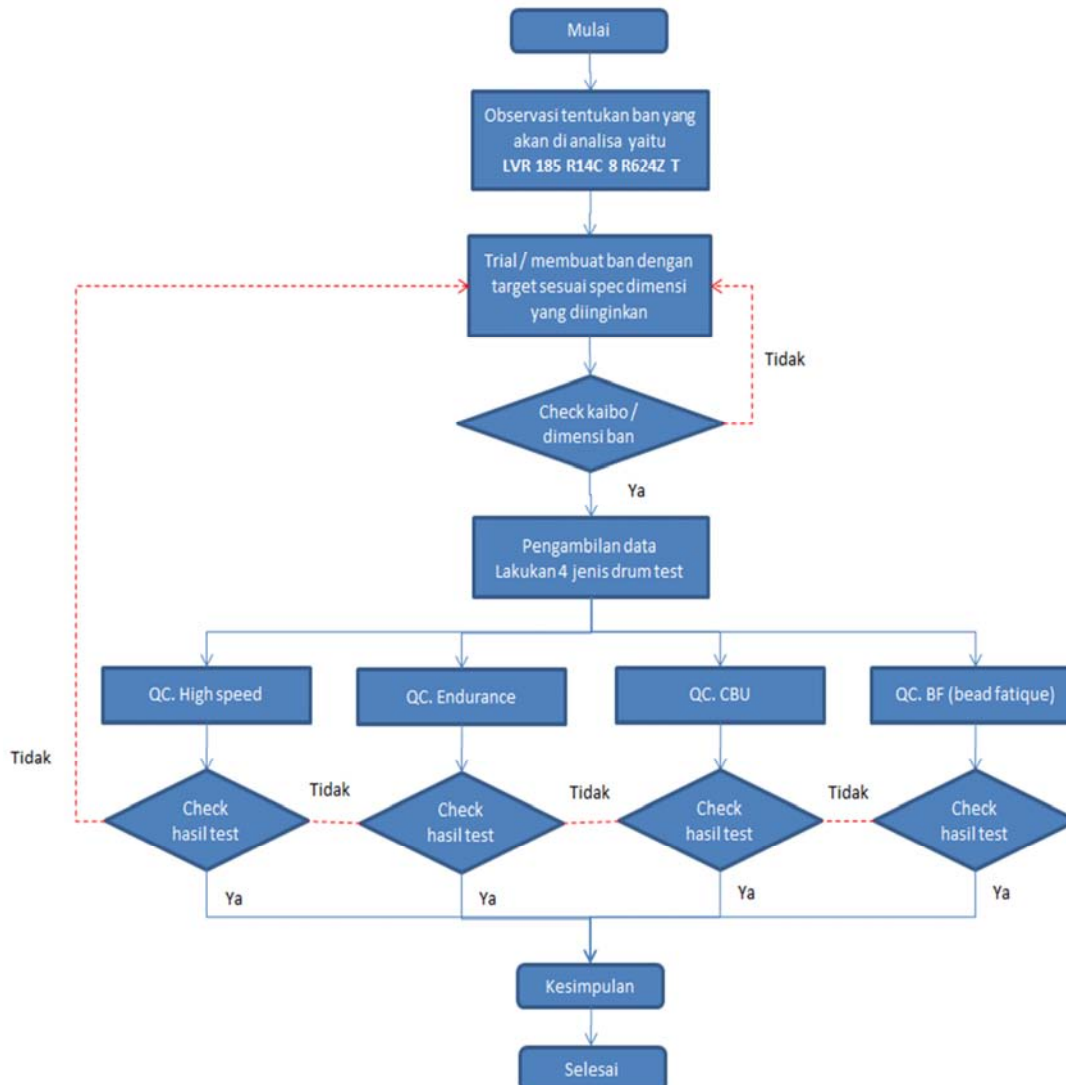 Mulai
Observasi tentukan ban yang
akan di analisa yaitu
LVR 185 R14C 8 R624Z T
Trial / membuat ban dengan
target sesuai spec dimensi
yang diinginkan
Tidak
Check kaibo /
dimensi ban
Ya
Pengambilan data
Lakukan 4 jenis drum test
QC. High speed
QC. Endurance
QC. CBU
QC. BF (bead fatique)
Tidak
Tidak
Tidak
Tidak
Check
hasil test
Check
hasil test
Check
hasil test
Check
hasil test
Ya
Ya
Ya
Ya
Kesimpulan
Selesai